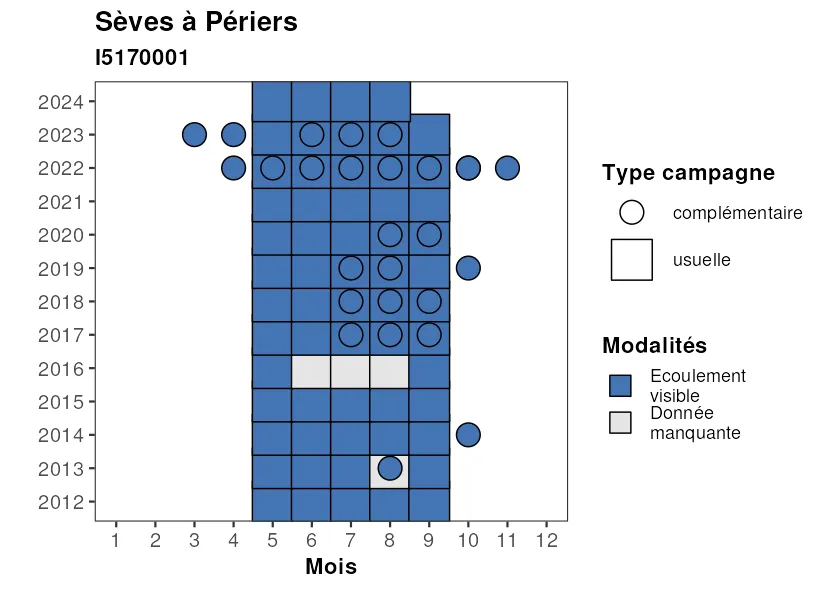 Sèves à Périers
I5170001
2024
2023
2022
2021
2020
2019
2018
2017
2016
2015
2014
2013
2012
1 2 3 4 5 6 7 8 9 10 11 12
Mois
Type campagne
complémentaire
usuelle
Modalités
Ecoulement
visible
Donnée
manquante